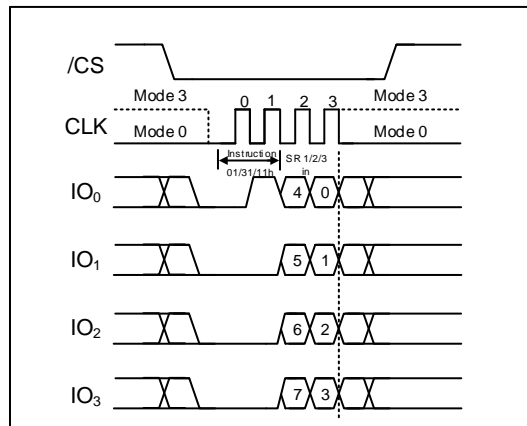 /CS
Mode 3
0 1 2 3
Mode 3
CLK
Mode 0
Mode 0
Instruction
SR 1/2/3
01/31/11h
in
IO0
4 0
IO1
5 1
IO2
6 2
IO3
7 3